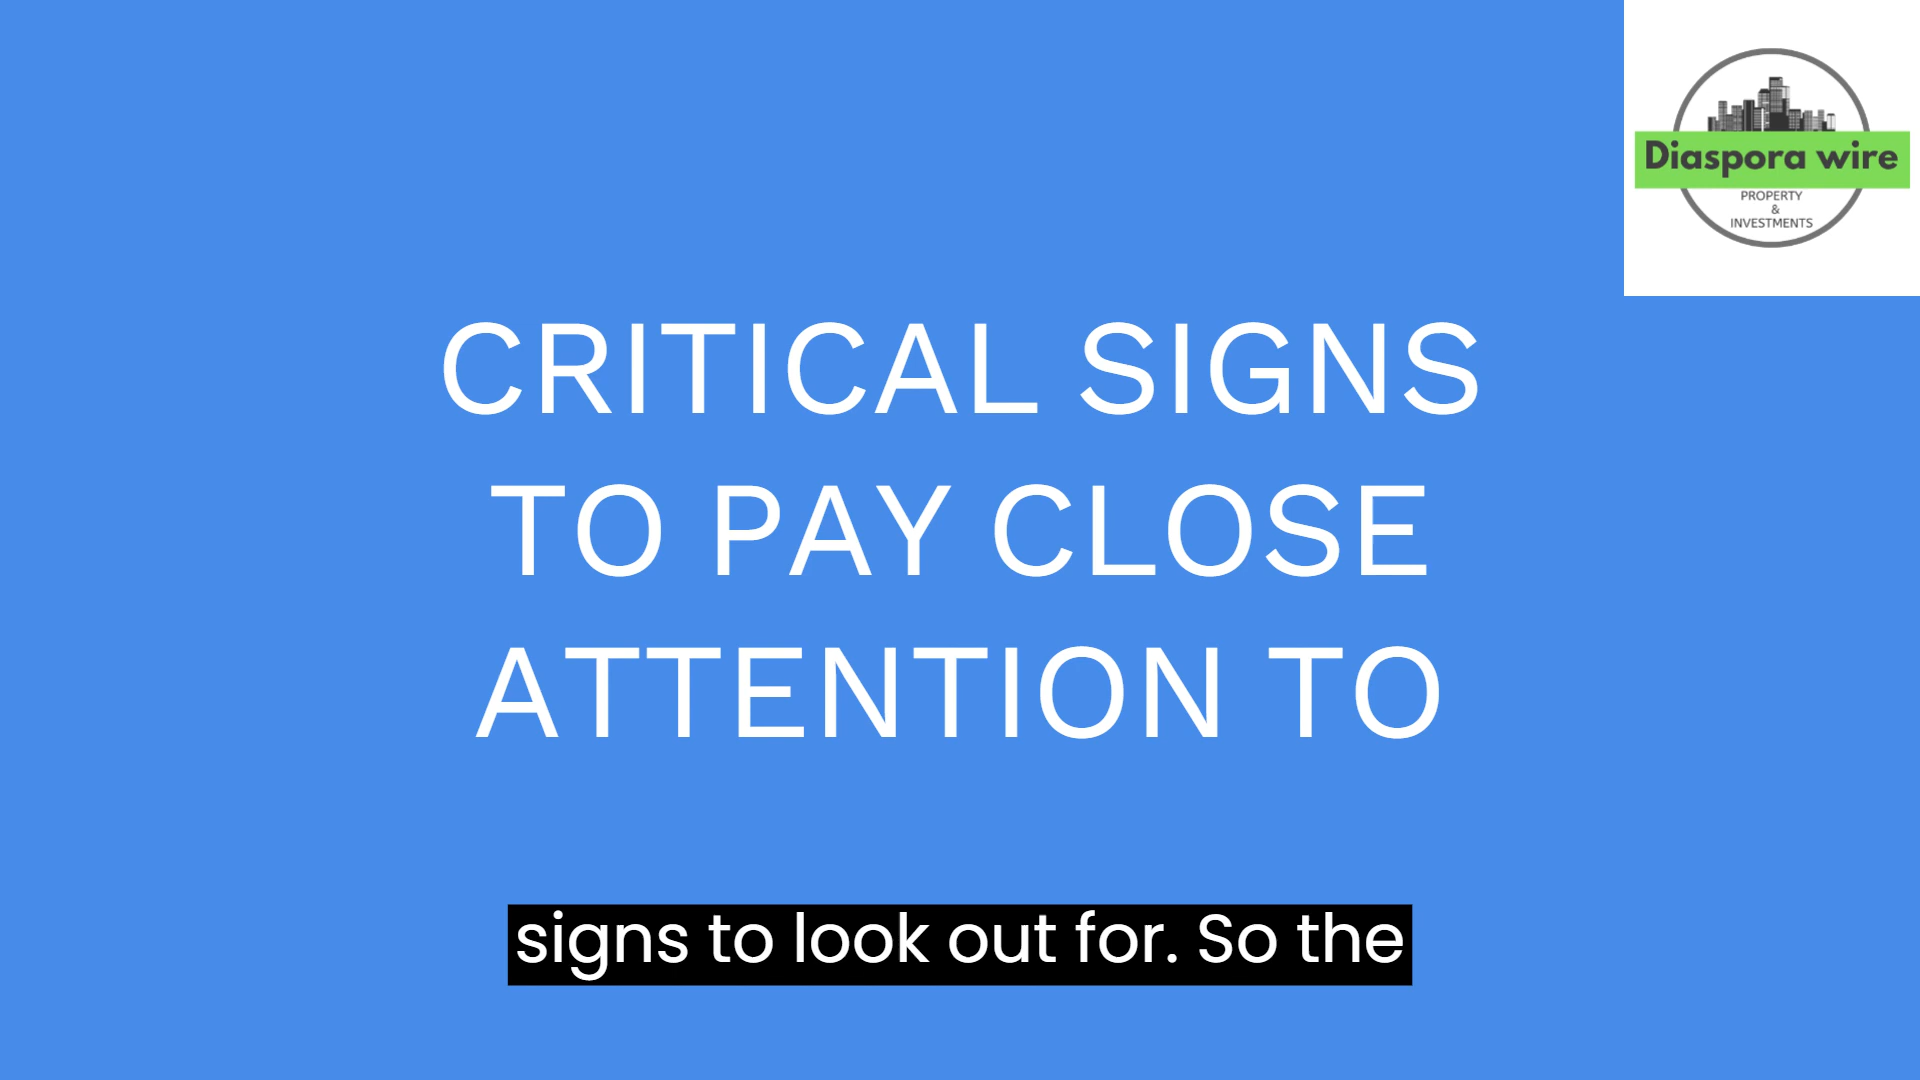 Diaspora wire
PROPERTY
&
INVESTMENTS
CRITICAL SIGNS
TO PAY CLOSE
ATTENTION TO
signs to look out for. So the